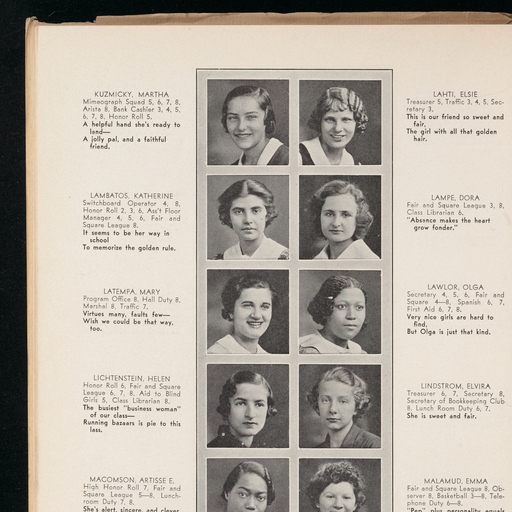 KUZMICKY, MARTHA
Mimeograph Squad 5, 6, 7, 8,
Arista 8, Bank Cashier 3, 4, 5,
6, 7, 8, Honor Roll 5.
A helpful hand she's ready to
lend—
A jolly pal, and a faithful
friend.
LAMBATOS, KATHERINE
Switchboard Operator 4, 8,
Honor Roll 2, 3, 6, Ass't Floor
Manager 4, 5, 6, Fair and
Square League 8.
It seems to be her way in
school
To memorize the golden rule.
LATEMPA, MARY
Program Office 8, Hall Duty 8,
Marshal 8, Traffic 7.
Virtues many, faults few—
Wish we could be that way,
too.
LICHTENSTEIN, HELEN
Honor Roll 6, Fair and Square
League 6, 7, 8, Aid to Blind
Girls 5, Class Librarian 8.
The busiest "business woman"
of our class—
Running bazaars is pie to this
lass.
MACOMSON, ARTISSE E.
High Honor Roll 7, Fair and
Square League 5—8, Lunch-
room Duty 7, 8.
She's alert, sincere, and clever
LAHTI, ELSIE
Treasurer 5, Traffic 3, 4, 5, Sec-
retary 3.
This is our friend so sweet and
fair,
The girl with all that golden
hair.
LAMPE, DORA
Fair and Square League 3, 8,
Class Librarian 6.
"Absence makes the heart
grow fonder."
LAWLOR, OLGA
Secretary 4, 5, 6, Fair and
Square 4—8, Spanish 6, 7,
First Aid 6, 7, 8.
Very nice girls are hard to
find,
But Olga is just that kind.
LINDSTROM, ELVIRA
Treasurer 6, 7, Secretary 8,
Secretary of Bookkeeping Club
8, Lunch Room Duty 6, 7.
She is sweet and fair.
MALAMUD, EMMA
Fair and Square League 8, Ob-
server 8, Basketball 3—8, Tele-
phone Duty 6—8.
"Pep" plus personality equals